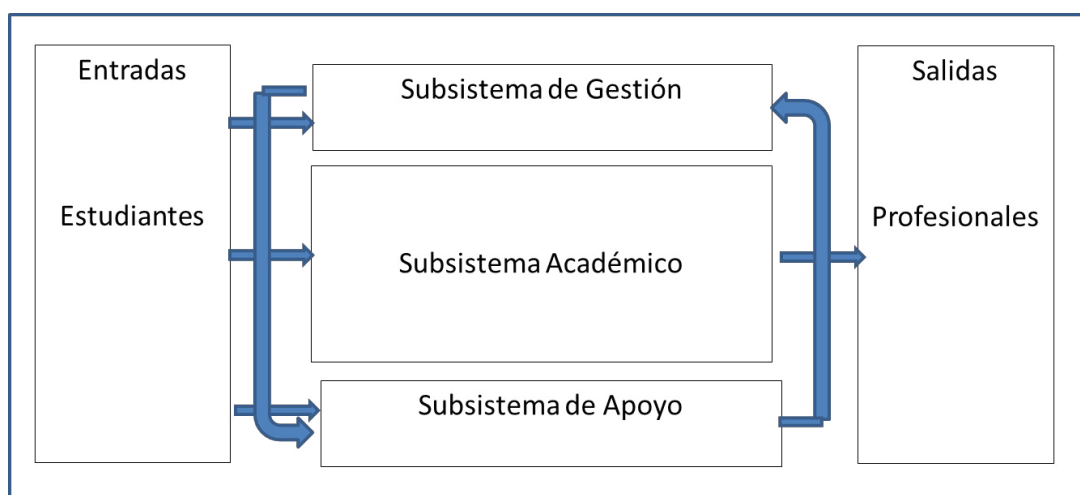 Entradas
Estudiantes
Subsistema de Gestión
Subsistema Académico
Subsistema de Apoyo
Salidas
Profesionales